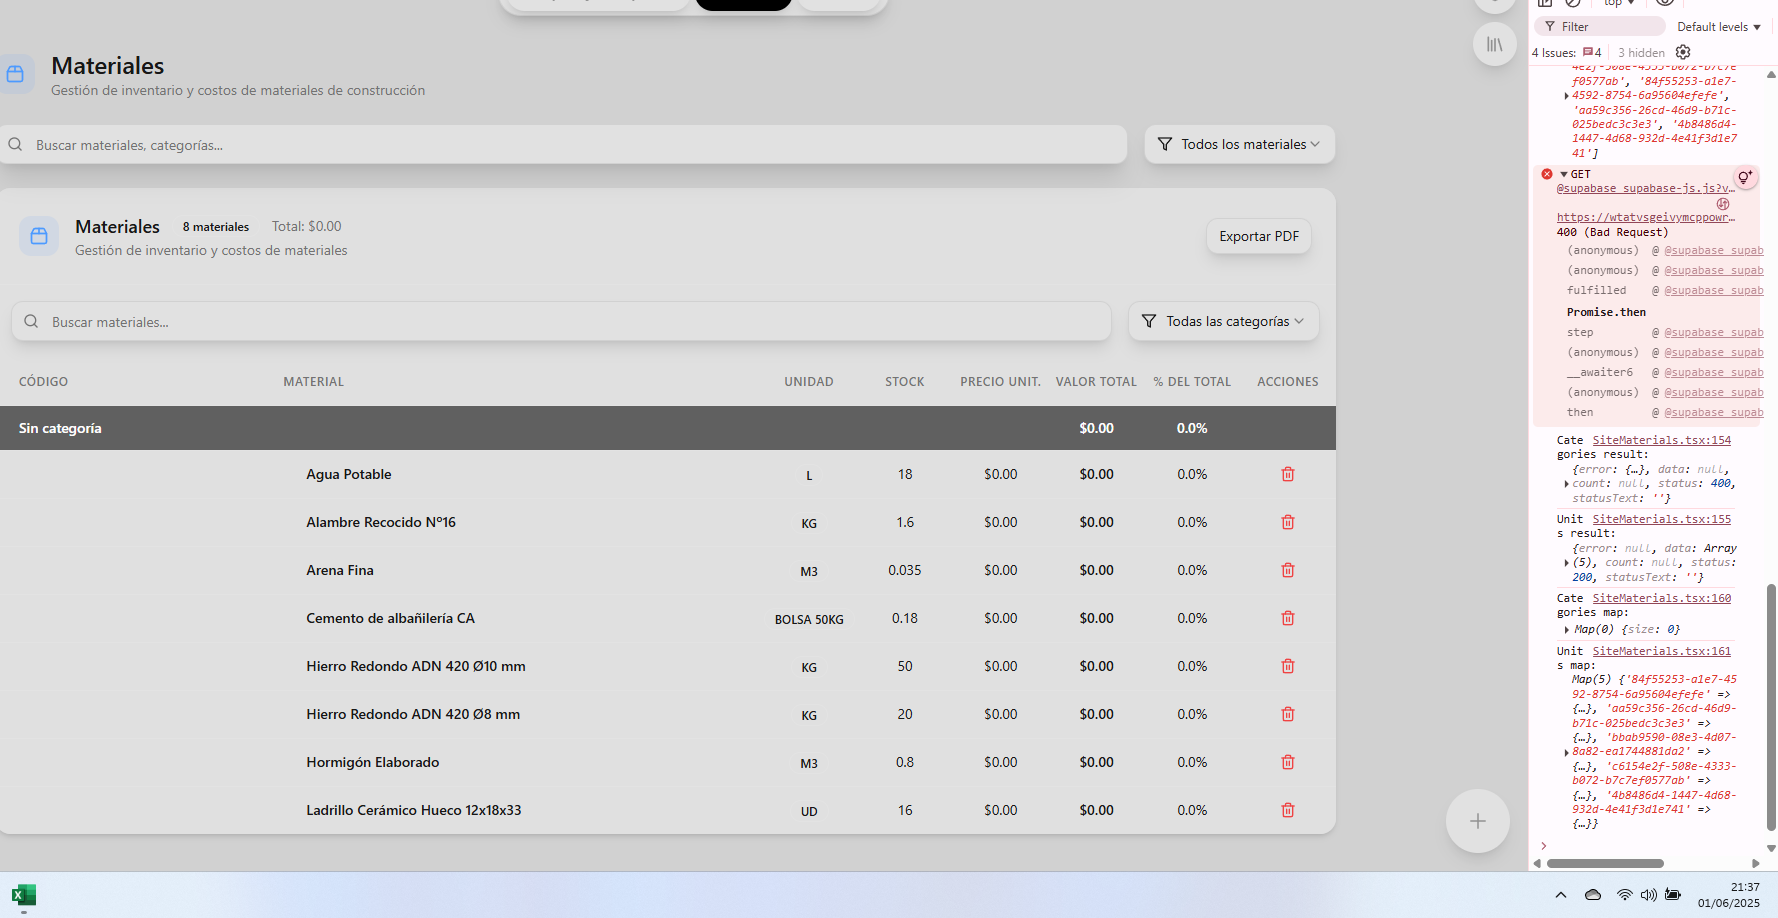 Materiales
Gestión de inventario y costos de materiales de construcción
Buscar materiales, categorías...
Todos los materiales
Materiales 8 materiales Total: $0.00
Gestión de inventario y costos de materiales
Exportar PDF
Buscar materiales...
Todas las categorías
CÓDIGO MATERIAL UNIDAD STOCK PRECIO UNIT. VALOR TOTAL % DEL TOTAL ACCIONES
Sin categoría $0.00 0.0%
Agua Potable L 18 $0.00 $0.00 0.0%
Alambre Recocido Nº16 KG 1.6 $0.00 $0.00 0.0%
Arena Fina M3 0.035 $0.00 $0.00 0.0%
Cemento de albañilería CA BOLSA 50KG 0.18 $0.00 $0.00 0.0%
Hierro Redondo ADN 420 Ø10 mm KG 50 $0.00 $0.00 0.0%
Hierro Redondo ADN 420 Ø8 mm KG 20 $0.00 $0.00 0.0%
Hormigón Elaborado M3 0.8 $0.00 $0.00 0.0%
Ladrillo Cerámico Hueco 12x18x33 UD 16 $0.00 $0.00 0.0%
top
Filter Default levels
4 Issues: 4 3 hidden
f0577ab', '84f55253-a1e7-
4592-8754-6a95604efefe',
'aa59c356-26cd-46d9-b71c-
025bedc3c3e3', '4b8486d4-
1447-4d68-932d-4e41f3d1e7
41']
GET
@supabase_supabase-js.js?v…
https://wtatvsgeivymcppowr…
400 (Bad Request)
(anonymous) @ @supabase_supab
(anonymous) @ @supabase_supab
fulfilled @ @supabase_supab
Promise.then
step @ @supabase_supab
(anonymous) @ @supabase_supab
__awaiter6 @ @supabase_supab
(anonymous) @ @supabase_supab
then @ @supabase_supab
Cate SiteMaterials.tsx:154
gories result:
{error: {…}, data: null,
count: null, status: 400,
statusText: ''}
Unit SiteMaterials.tsx:155
s result:
{error: null, data: Array
(5), count: null, status:
200, statusText: ''}
Cate SiteMaterials.tsx:160
gories map:
Map(0) {size: 0}
Unit SiteMaterials.tsx:161
s map:
Map(5) {'84f55253-a1e7-45
92-8754-6a95604efefe' =>
{…}, 'aa59c356-26cd-46d9-
b71c-025bedc3c3e3' =>
{…}, 'bbab9590-08e3-4d07-
8a82-ea1744881da2' =>
{…}, 'c6154e2f-508e-4333-
b072-b7c7ef0577ab' =>
{…}, '4b8486d4-1447-4d68-
932d-4e41f3d1e741' =>
{…}}
21:37
01/06/2025